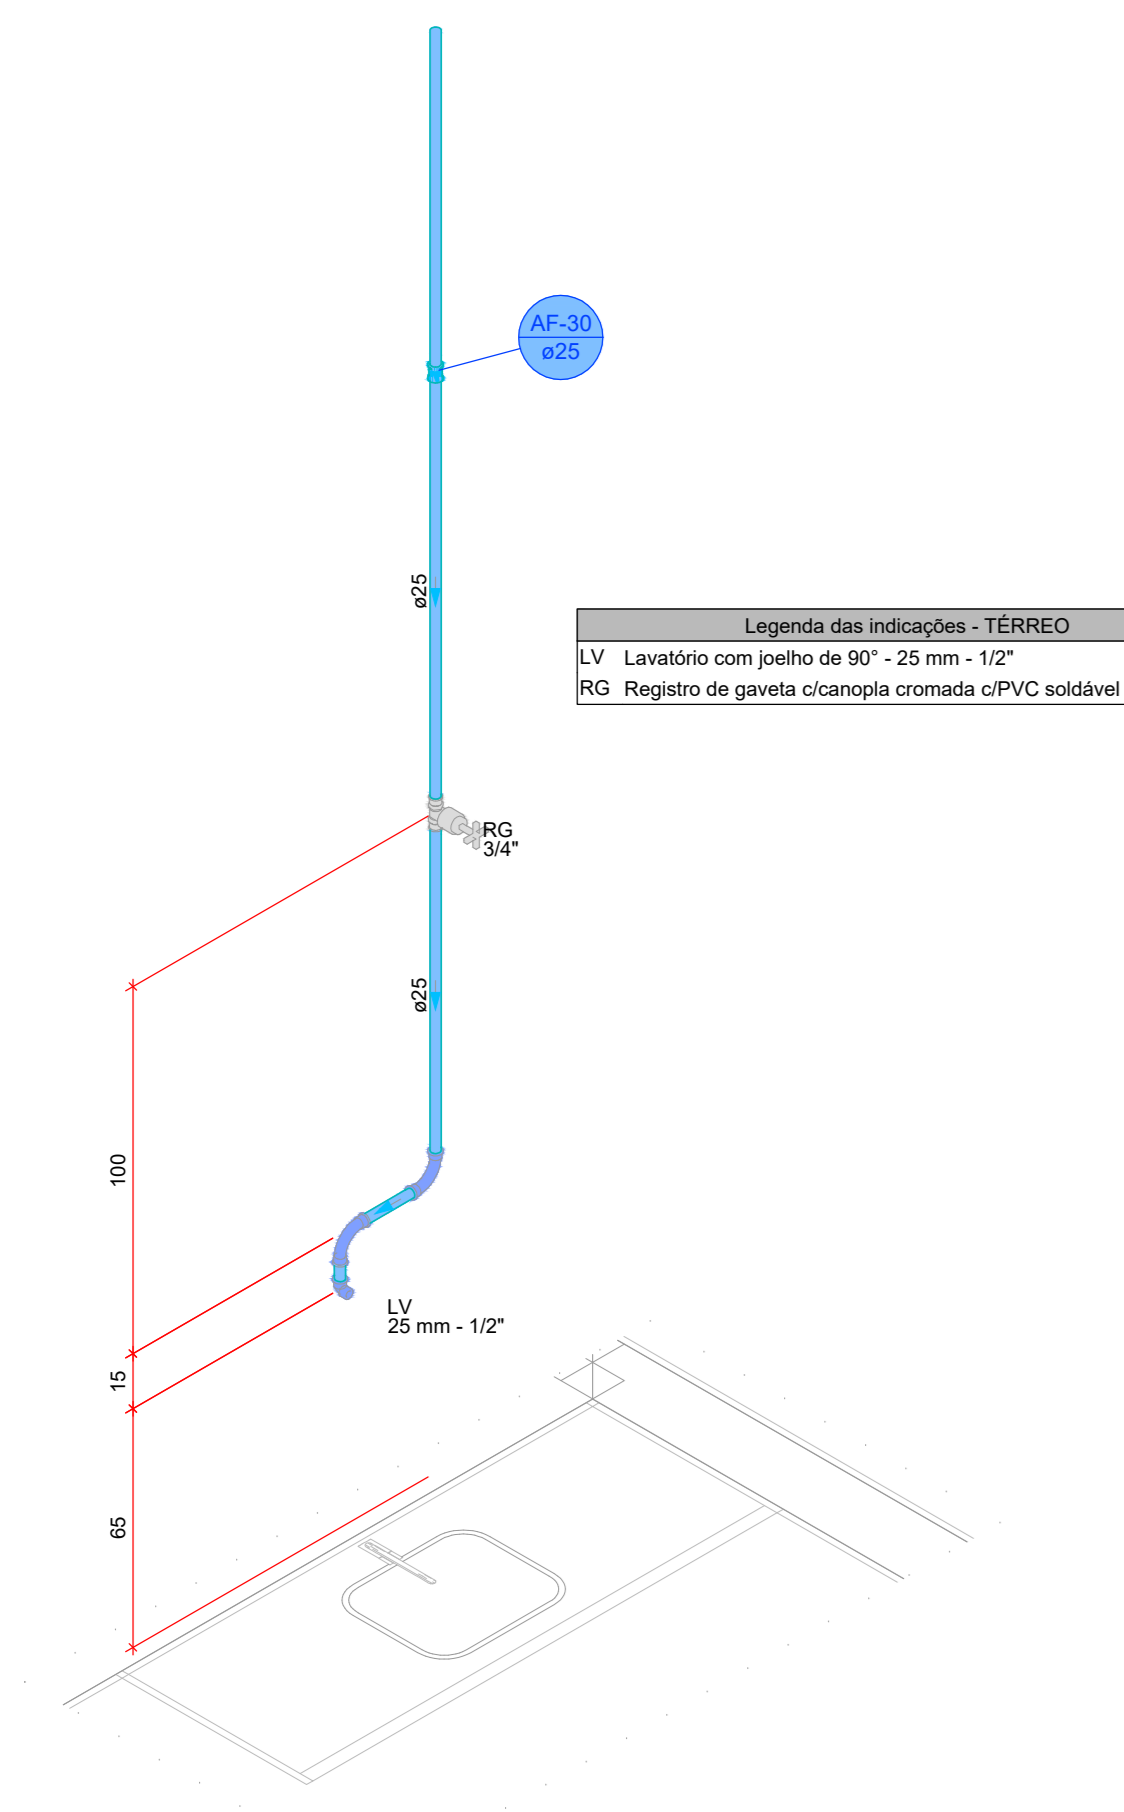 AF-30
ø25
ø25
Legenda das indicações - TÉRREO
LV Lavatório com joelho de 90° - 25 mm - 1/2"
RG Registro de gaveta c/canopla cromada c/PVC soldável
RG
3/4"
ø25
100
LV
25 mm - 1/2"
15
65